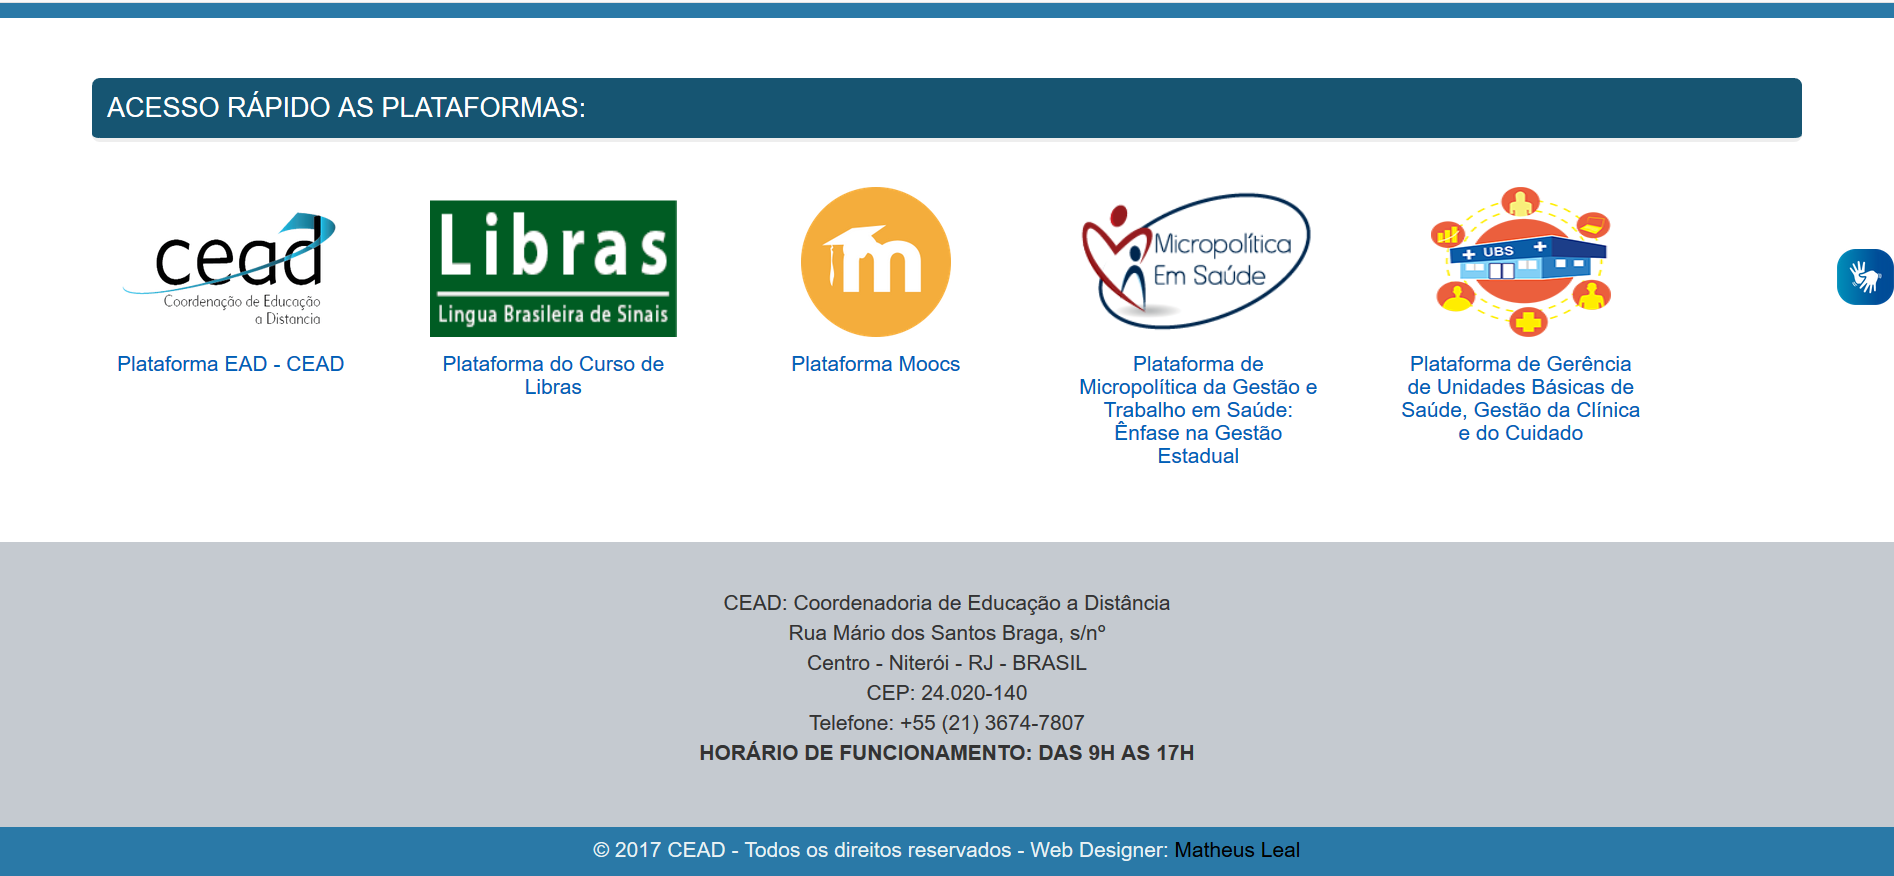 ACESSO RÁPIDO AS PLATAFORMAS:
cead
Coordenação de Educação
a Distancia
Plataforma EAD - CEAD
Libras
Lingua Brasileira de Sinais
Plataforma do Curso de
Libras
m
Plataforma Moocs
Micropolítica
Em Saúde
Plataforma de
Micropolítica da Gestão e
Trabalho em Saúde:
Ênfase na Gestão
Estadual
UBS
Plataforma de Gerência
de Unidades Básicas de
Saúde, Gestão da Clínica
e do Cuidado
CEAD: Coordenadoria de Educação a Distância
Rua Mário dos Santos Braga, s/nº
Centro - Niterói - RJ - BRASIL
CEP: 24.020-140
Telefone: +55 (21) 3674-7807
HORÁRIO DE FUNCIONAMENTO: DAS 9H AS 17H
© 2017 CEAD - Todos os direitos reservados - Web Designer: Matheus Leal